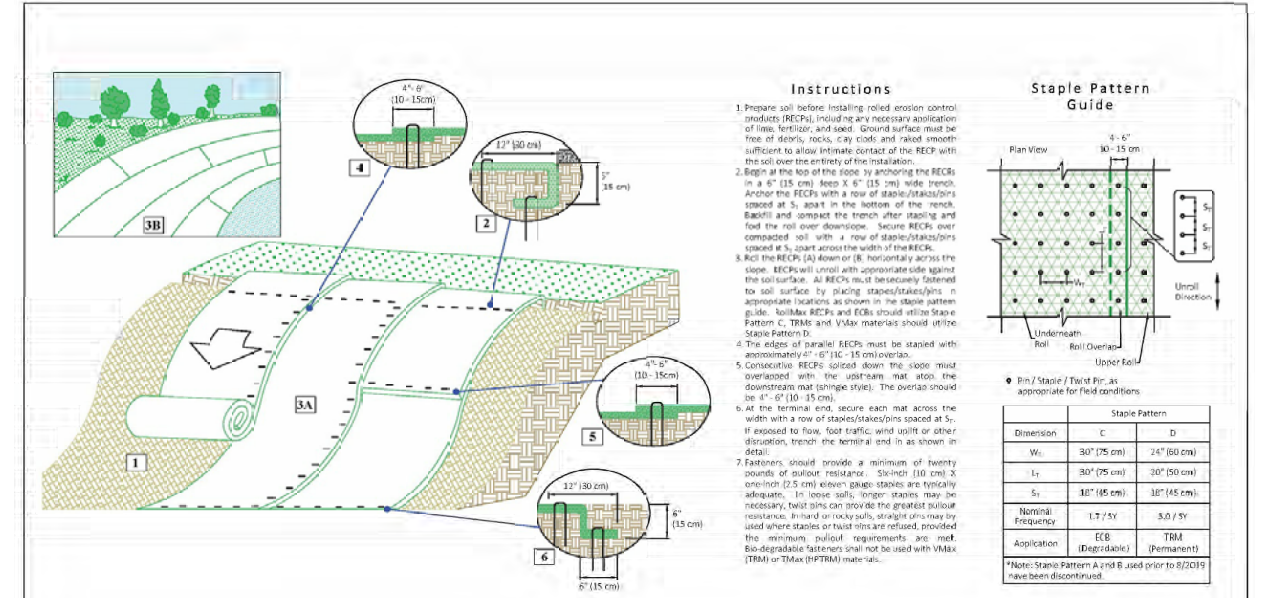 3B
4"- 6"
(10 - 15cm)
4
12" (30 cm)
(15 cm)
2
4"- 6"
(10 - 15cm)
5
3A
1
12" (30 cm)
6"
(15 cm)
6
6" (15 cm)
Instructions
1. Prepare soil before installing rolled erosion control
products (RECPs), including any necessary application
of lime, fertilizer, and seed. Ground surface must be
free of debris, rocks, clay clods and raked smooth
sufficient to allow intimate contact of the RECP with
the soil over the entirety of the installation.
2. Begin at the top of the slope by anchoring the RECPs
in a 6" (15 cm) deep X 6" (15 cm) wide trench.
Anchor the RECPs with a row of staples/stakes/pins
spaced at ST apart in the bottom of the trench.
Backfill and compact the trench after stapling and
fold the roll over downslope. Secure RECPs over
compacted soil with a row of staples/stakes/pins
spaced at ST apart across the width of the RECPs.
3. Roll the RECPs (A) down or (B) horizontally across the
slope. RECPs will unroll with appropriate side against
the soil surface. All RECPs must be securely fastened
to soil surface by placing staples/stakes/pins in
appropriate locations as shown in the staple pattern
guide. RollMax RECPs and ECBs should utilize Staple
Pattern C, TRMs and VMax materials should utilize
Staple Pattern D.
4. The edges of parallel RECPs must be stapled with
approximately 4" - 6" (10 - 15 cm) overlap.
5. Consecutive RECPs spliced down the slope must
overlapped with the upstream mat atop the
downstream mat (shingle style). The overlap should
be 4" - 6" (10 - 15 cm).
6. At the terminal end, secure each mat across the
width with a row of staples/stakes/pins spaced at ST.
If exposed to flow, foot traffic, wind uplift or other
disruption, trench the terminal end in as shown in
detail.
7. Fasteners should provide a minimum of twenty
pounds of pullout resistance. Six-inch (10 cm) X
one-inch (2.5 cm) eleven gauge staples are typically
adequate. In loose soils, longer staples may be
necessary, twist pins can provide the greatest pullout
resistance. In hard or rocky soils, straight pins may by
used where staples or twist pins are refused, provided
the minimum pullout requirements are met.
Bio-degradable fasteners shall not be used with VMax
(TRM) or TMax (HPTRM) materials.
Staple Pattern
Guide
4 - 6"
10 - 15 cm
Plan View
ST
ST
ST
WT
Unroll
Direction
Underneath
Roll
Roll Overlap
Upper Roll
Pin / Staple / Twist Pin, as
appropriate for field conditions
Staple Pattern
Dimension C D
WT 30" (75 cm) 24" (60 cm)
LT 30" (75 cm) 20" (50 cm)
ST 18" (45 cm) 18" (45 cm)
Nominal
Frequency 1.7 / SY 3.0 / SY
Application ECB
(Degradable) TRM
(Permanent)
*Note: Staple Pattern A and B used prior to 8/2019
have been discontinued.